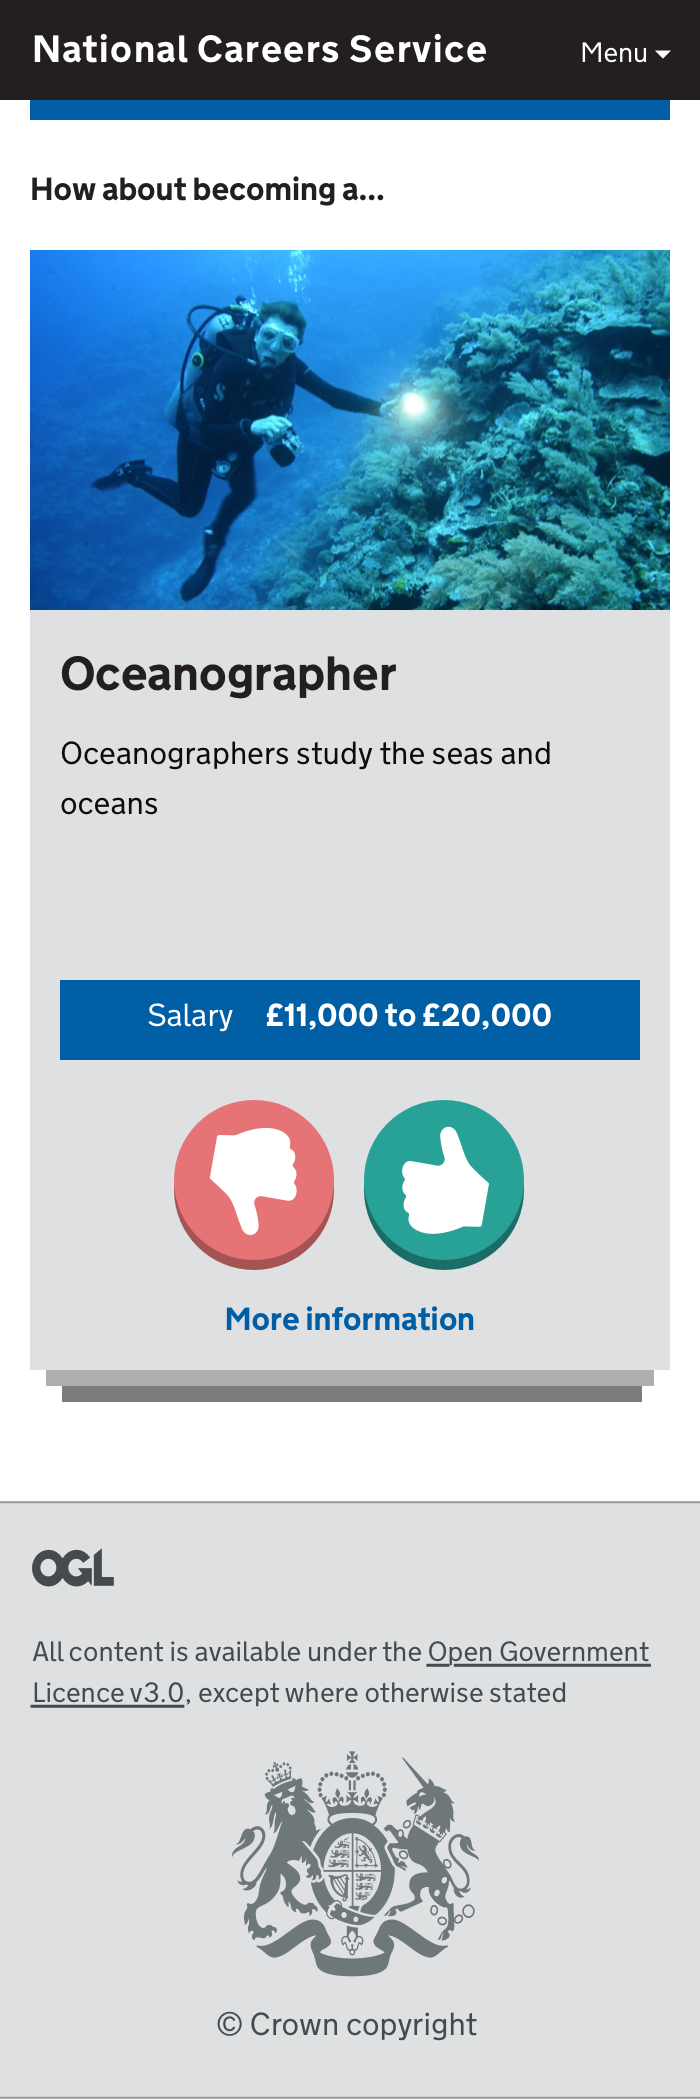 National Careers Service
Menu
How about becoming a...
Oceanographer
Oceanographers study the seas and
oceans
Salary £11,000 to £20,000
More information
OGL
All content is available under the Open Government
Licence v3.0, except where otherwise stated
© Crown copyright